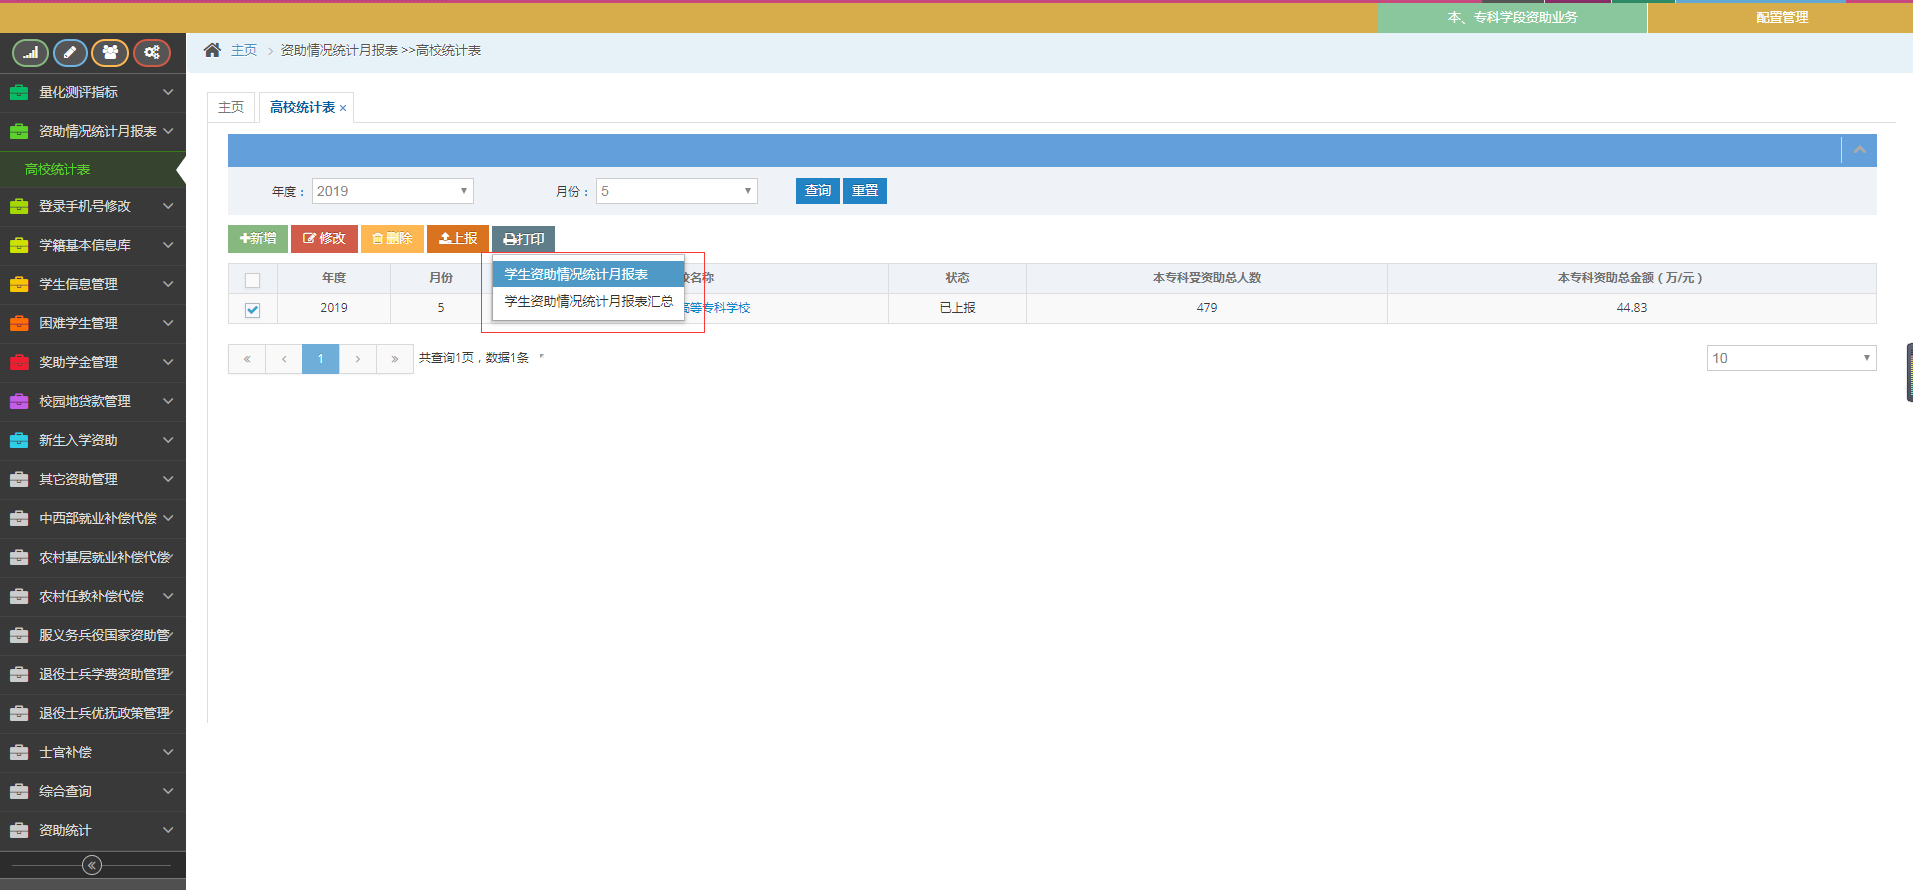 本、专科学段资助业务
配置管理
主页 > 资助情况统计月报表 >>高校统计表
量化测评指标
资助情况统计月报表
高校统计表
登录手机号修改
学籍基本信息库
学生信息管理
困难学生管理
奖助学金管理
校园地贷款管理
新生入学资助
其它资助管理
中西部就业补偿代偿
农村基层就业补偿代偿
农村任教补偿代偿
服义务兵役国家资助管
退役士兵学费资助管理
退役士兵优抚政策管理
士官补偿
综合查询
资助统计
主页 高校统计表 ×
年度： 2019 月份： 5 查询 重置
新增 修改 删除 上报 打印
学生资助情况统计月报表
学生资助情况统计月报表汇总
年度 月份 校名称 状态 本专科受资助总人数 本专科资助总金额（万/元）
2019 5 高等专科学校 已上报 479 44.83
« ‹ 1 › » 共查询1页，数据1条 10